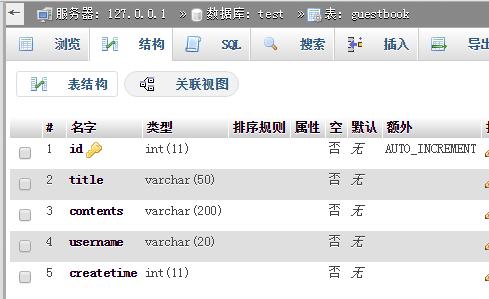 服务器: 127.0.0.1 » 数据库: test » 表: guestbook
浏览 结构 SQL 搜索 插入 导出
表结构 关联视图
# 名字 类型 排序规则 属性 空 默认 额外
1 id int(11) 否 无 AUTO_INCREMENT
2 title varchar(50) 否 无
3 contents varchar(200) 否 无
4 username varchar(20) 否 无
5 createtime int(11) 否 无